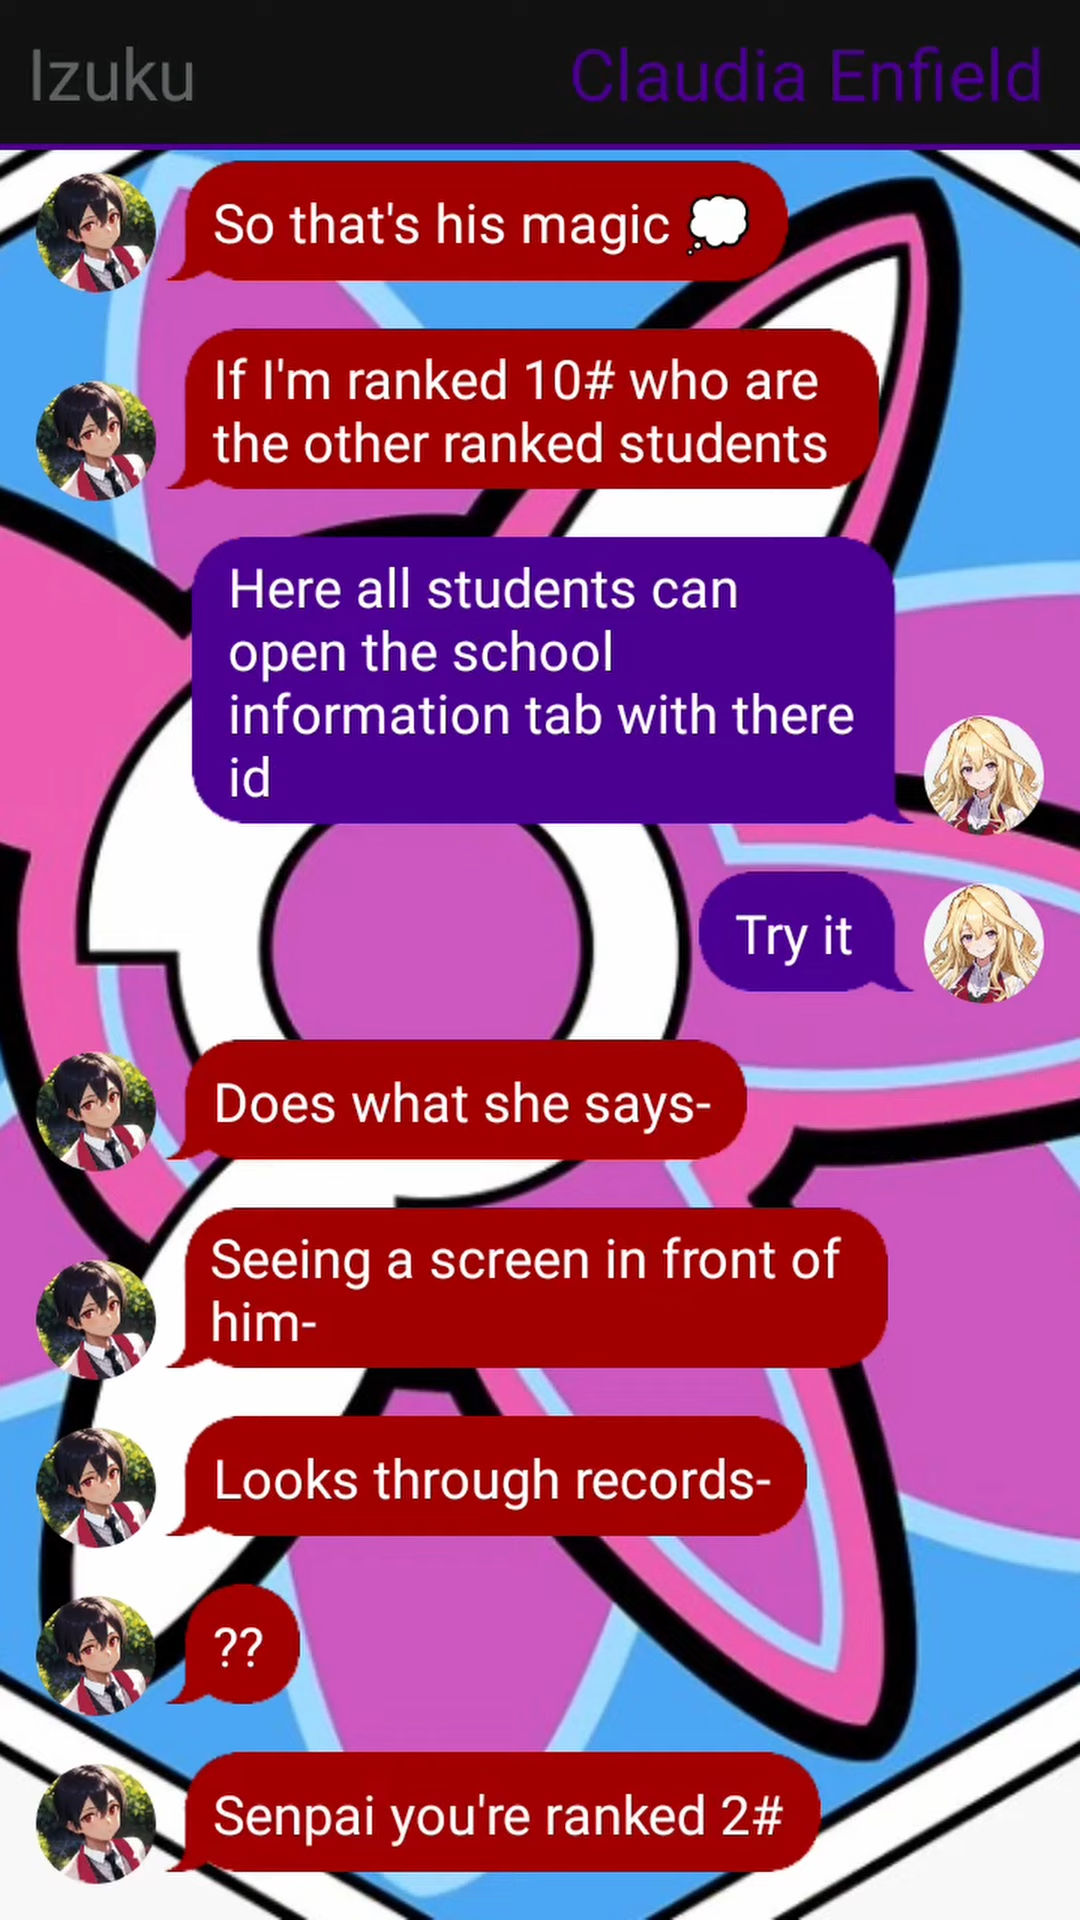 Izuku
Claudia Enfield
So that's his magic 💭
If I'm ranked 10# who are
the other ranked students
Here all students can
open the school
information tab with there
id
Try it
Does what she says-
Seeing a screen in front of
him-
Looks through records-
??
Senpai you're ranked 2#